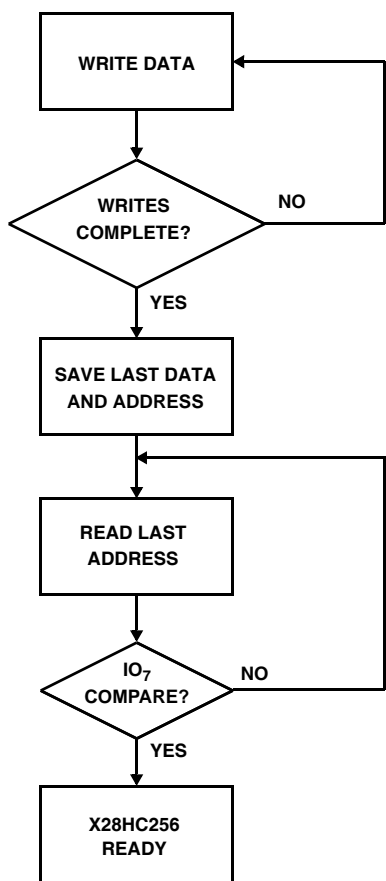 WRITE DATA
WRITES
COMPLETE?
NO
YES
SAVE LAST DATA
AND ADDRESS
READ LAST
ADDRESS
IO₇
COMPARE?
NO
YES
X28HC256
READY